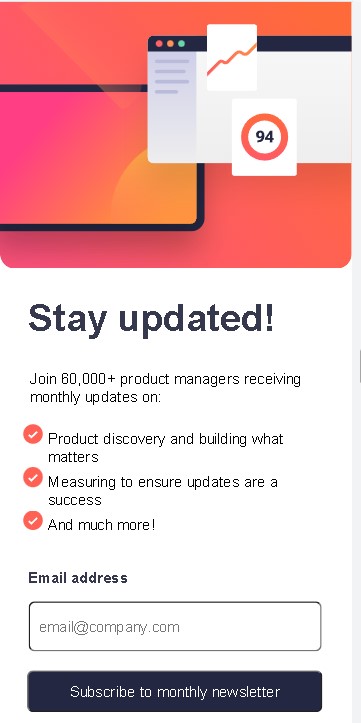 94
Stay updated!
Join 60,000+ product managers receiving
monthly updates on:
Product discovery and building what
matters
Measuring to ensure updates are a
success
And much more!
Email address
email@company.com
Subscribe to monthly newsletter